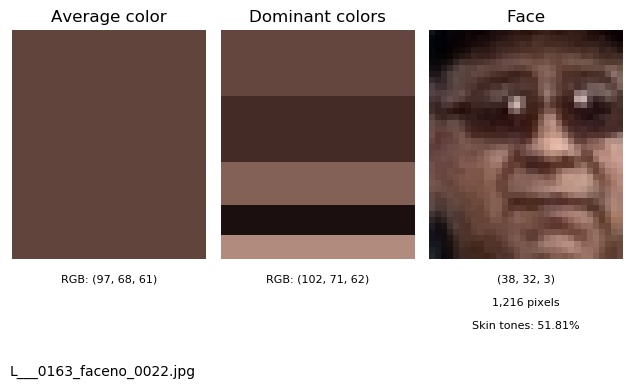 Average color
Dominant colors
Face
RGB: (97, 68, 61)
RGB: (102, 71, 62)
(38, 32, 3)
1,216 pixels
Skin tones: 51.81%
L___0163_faceno_0022.jpg